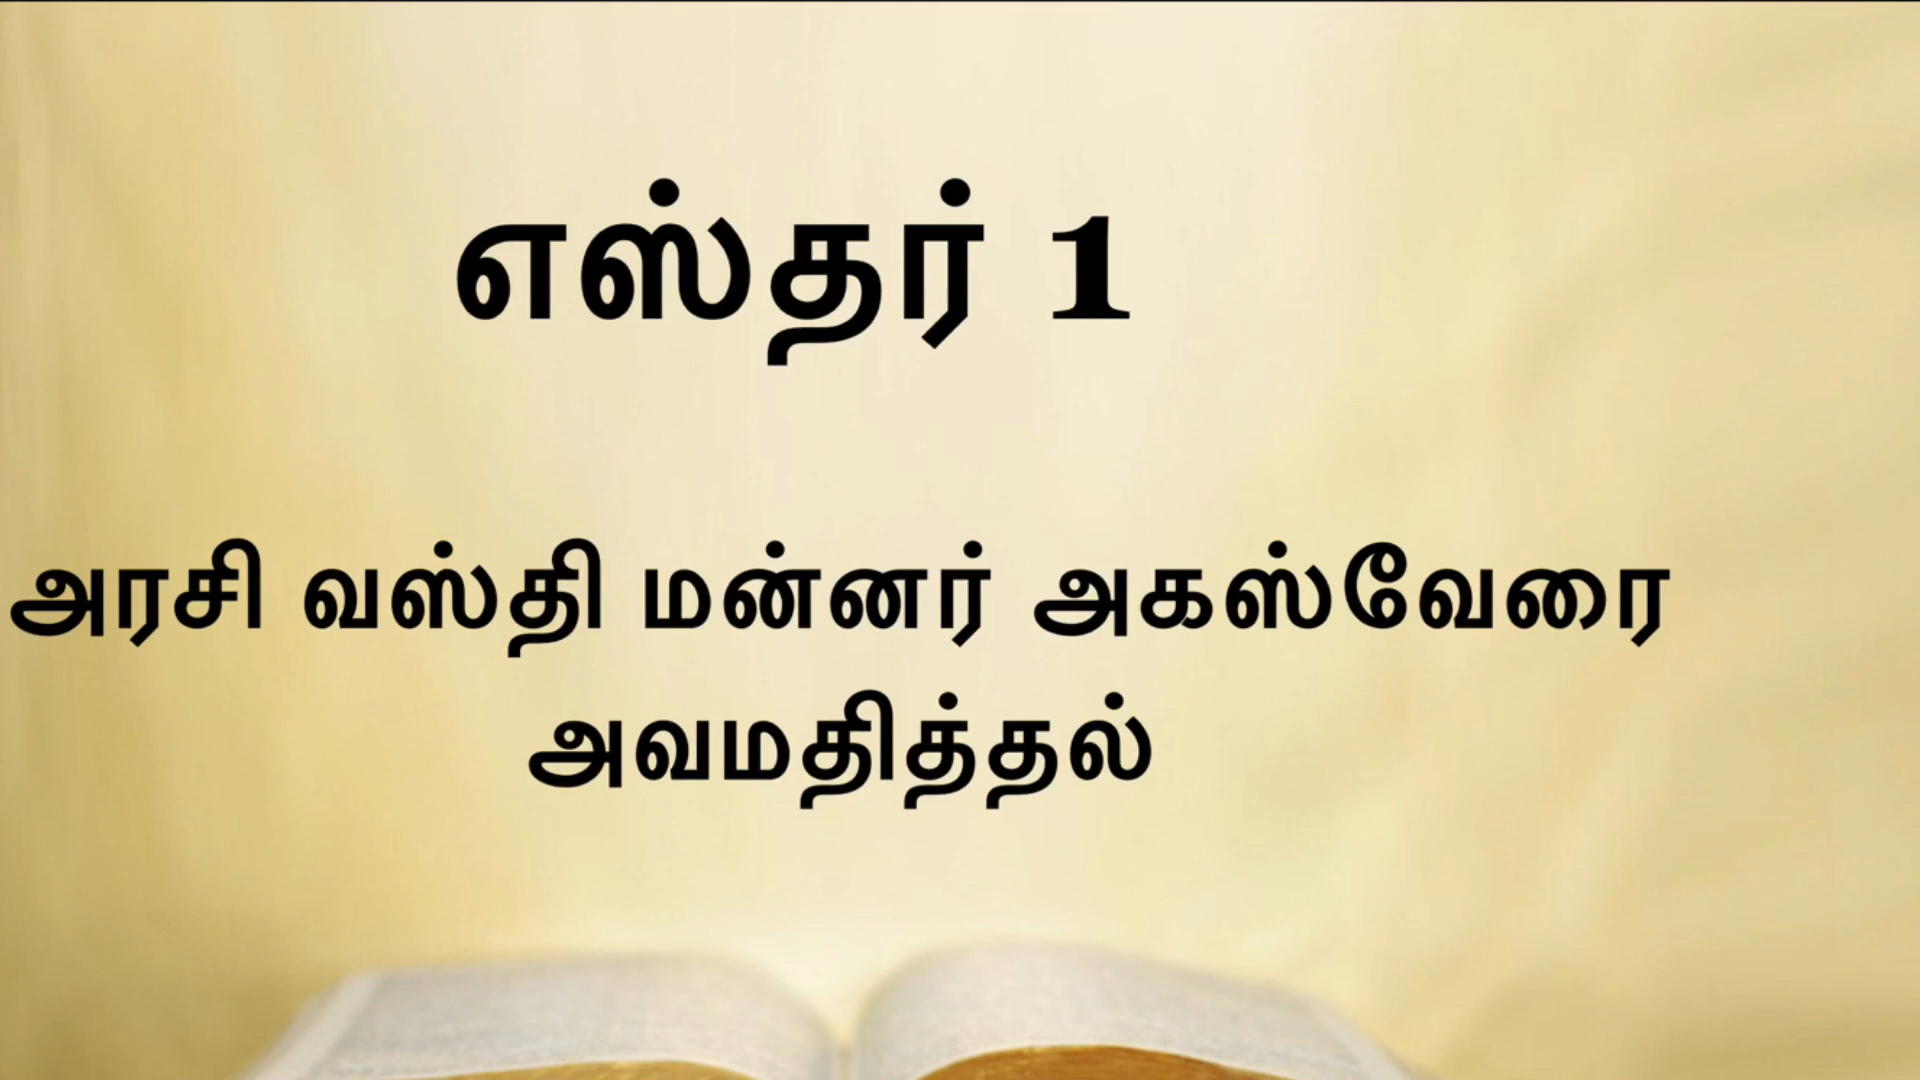 எஸ்தர் 1
அரசி வஸ்தி மன்னர் அகஸ்வேரை
அவமதித்தல்